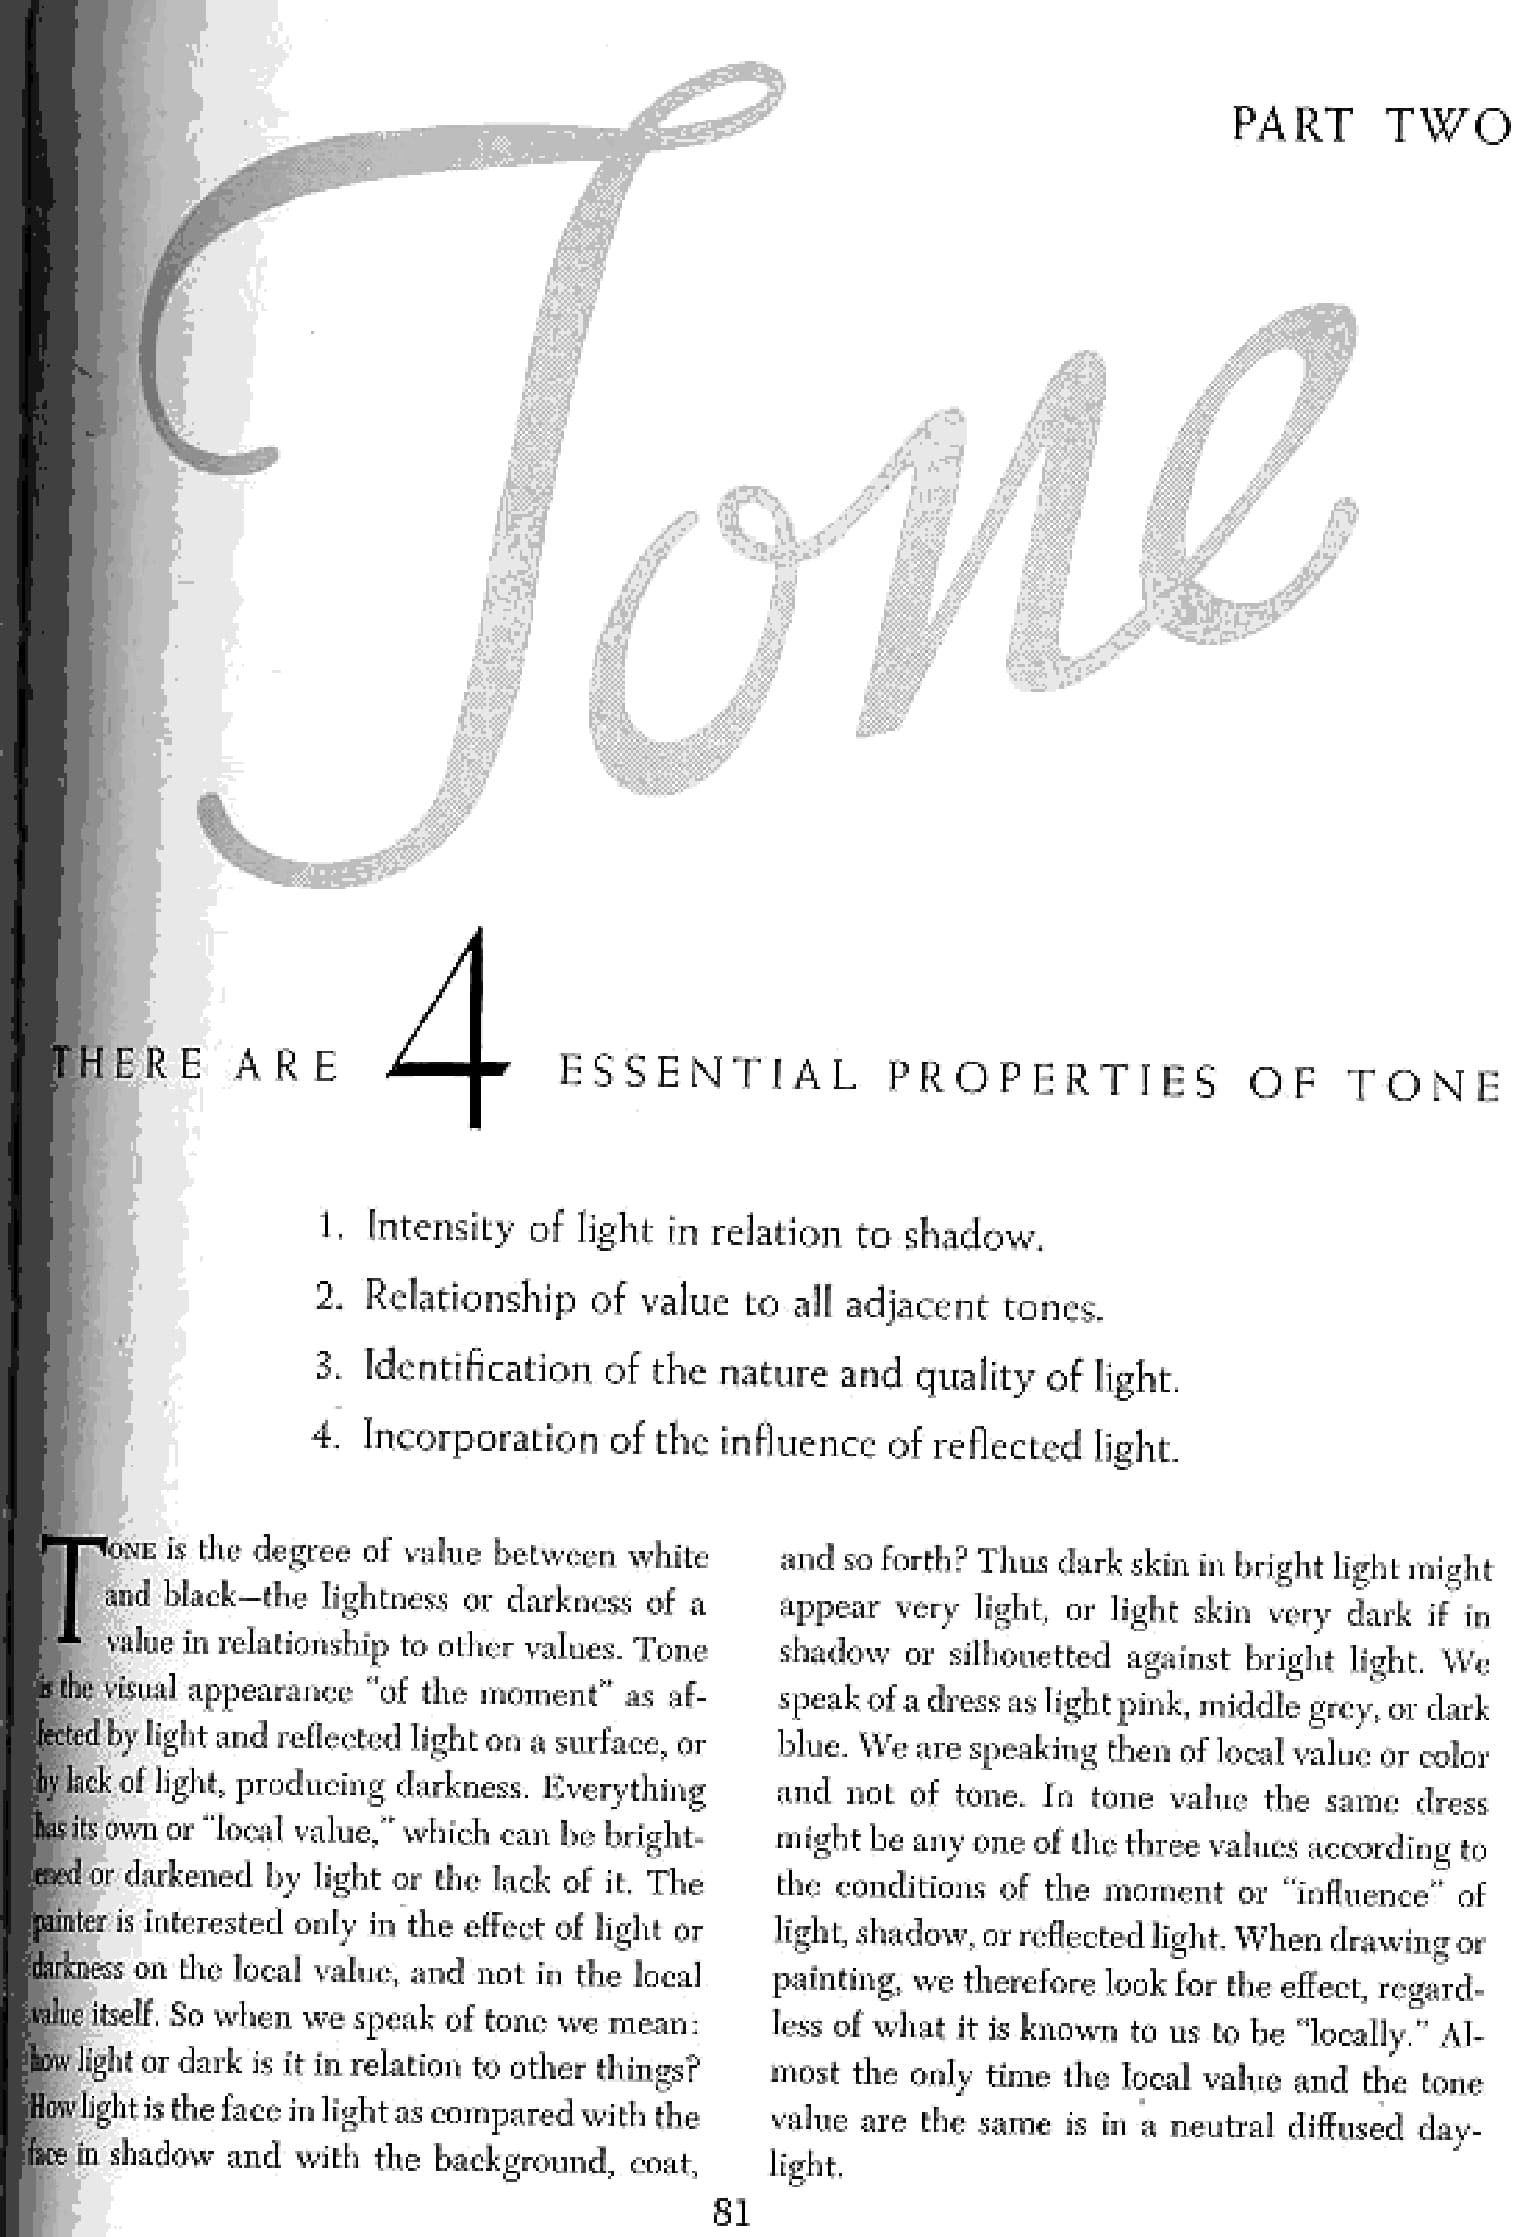 PART TWO
Tone
THERE ARE 4 ESSENTIAL PROPERTIES OF TONE
1. Intensity of light in relation to shadow.
2. Relationship of value to all adjacent tones.
3. Identification of the nature and quality of light.
4. Incorporation of the influence of reflected light.
TONE is the degree of value between white
and black—the lightness or darkness of a
value in relationship to other values. Tone
is the visual appearance "of the moment" as af-
fected by light and reflected light on a surface, or
by lack of light, producing darkness. Everything
has its own or "local value," which can be bright-
ened or darkened by light or the lack of it. The
painter is interested only in the effect of light or
darkness on the local value, and not in the local
value itself. So when we speak of tone we mean:
how light or dark is it in relation to other things?
How light is the face in light as compared with the
face in shadow and with the background, coat,
and so forth? Thus dark skin in bright light might
appear very light, or light skin very dark if in
shadow or silhouetted against bright light. We
speak of a dress as light pink, middle grey, or dark
blue. We are speaking then of local value or color
and not of tone. In tone value the same dress
might be any one of the three values according to
the conditions of the moment or "influence" of
light, shadow, or reflected light. When drawing or
painting, we therefore look for the effect, regard-
less of what it is known to us to be "locally." Al-
most the only time the local value and the tone
value are the same is in a neutral diffused day-
light.
81